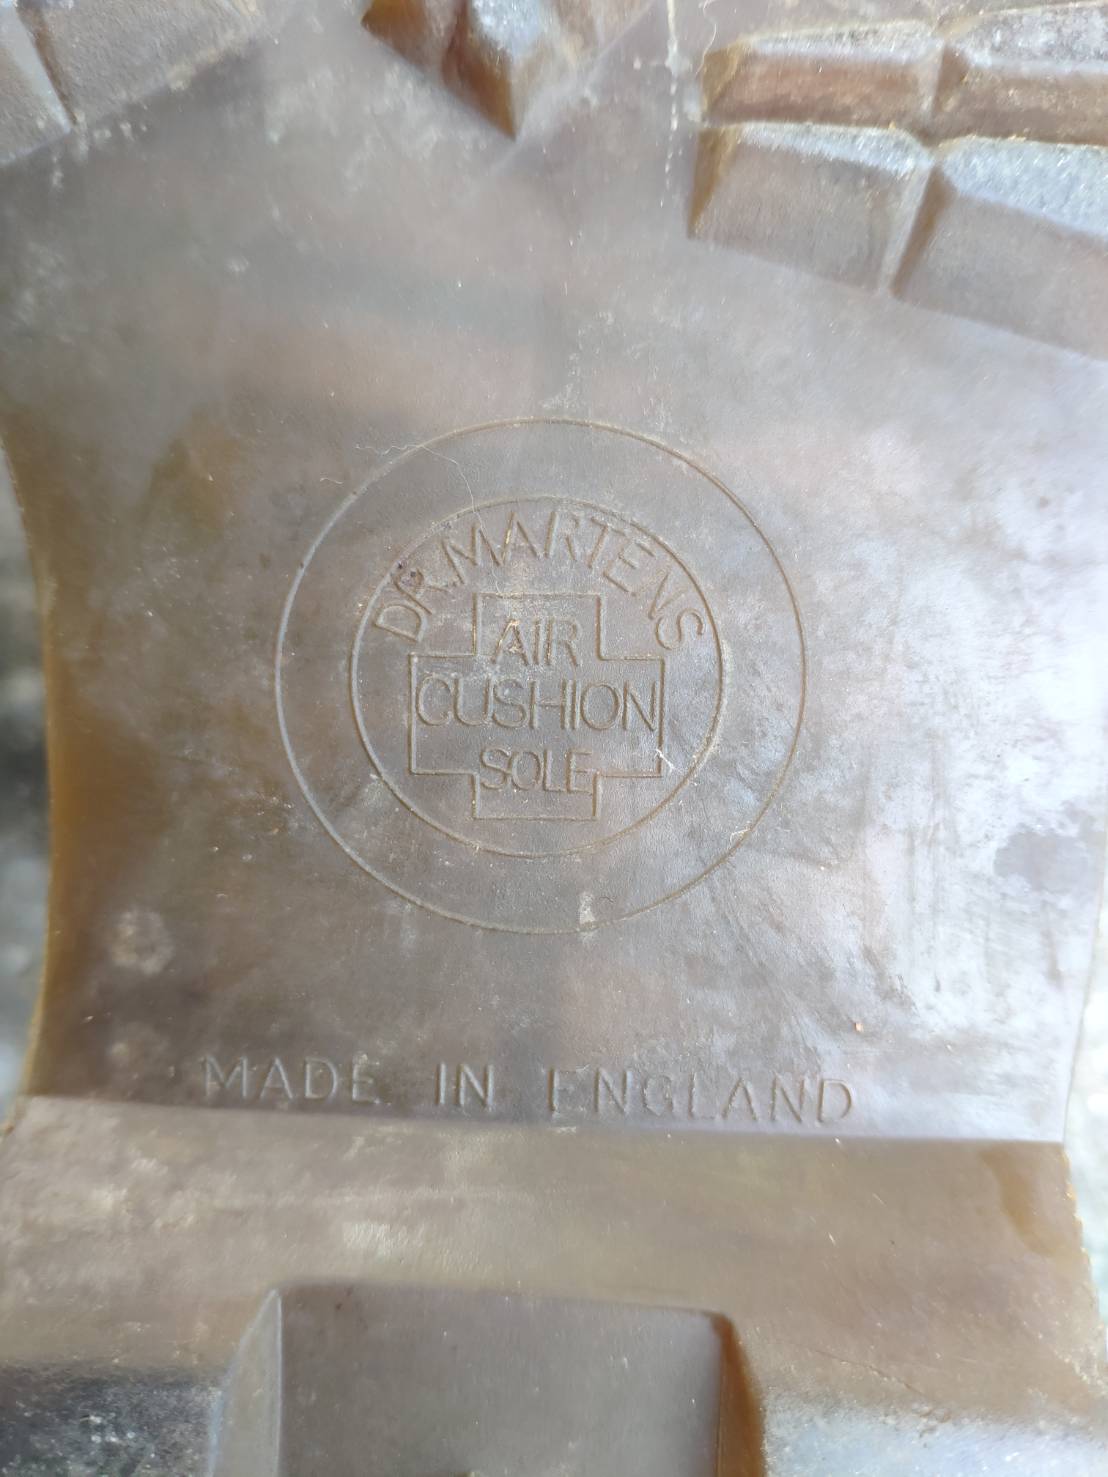 DR.MARTENS
AIR
CUSHION
SOLE
MADE IN ENGLAND